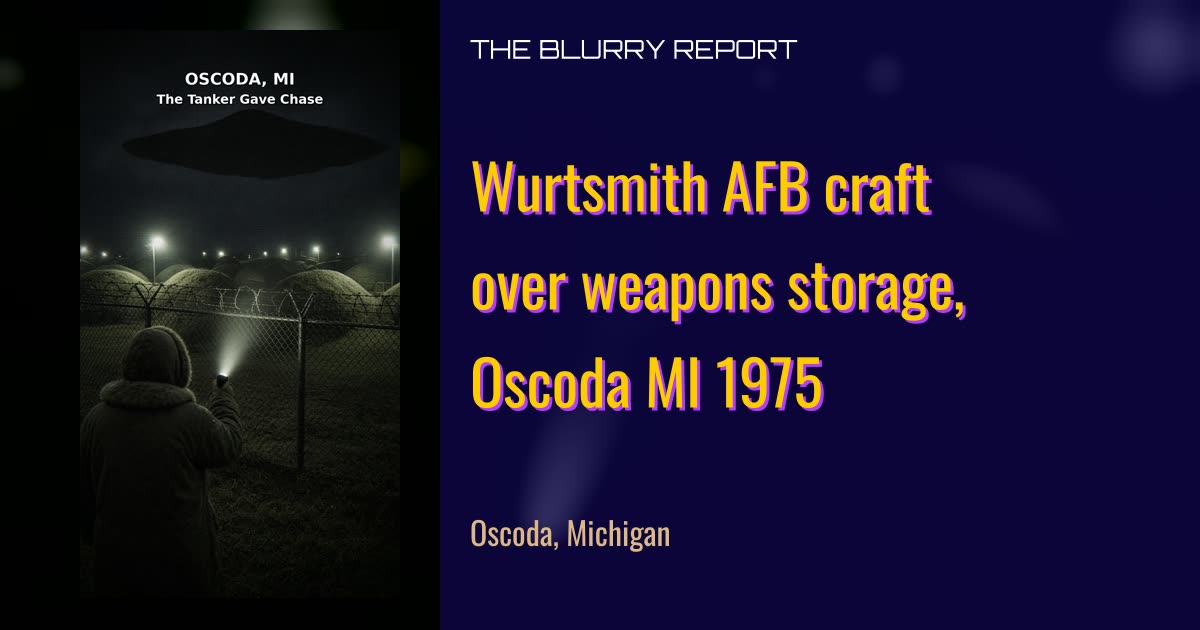 OSCODA, MI
The Tanker Gave Chase
THE BLURRY REPORT
Wurtsmith AFB craft
over weapons storage,
Oscoda MI 1975
Oscoda, Michigan